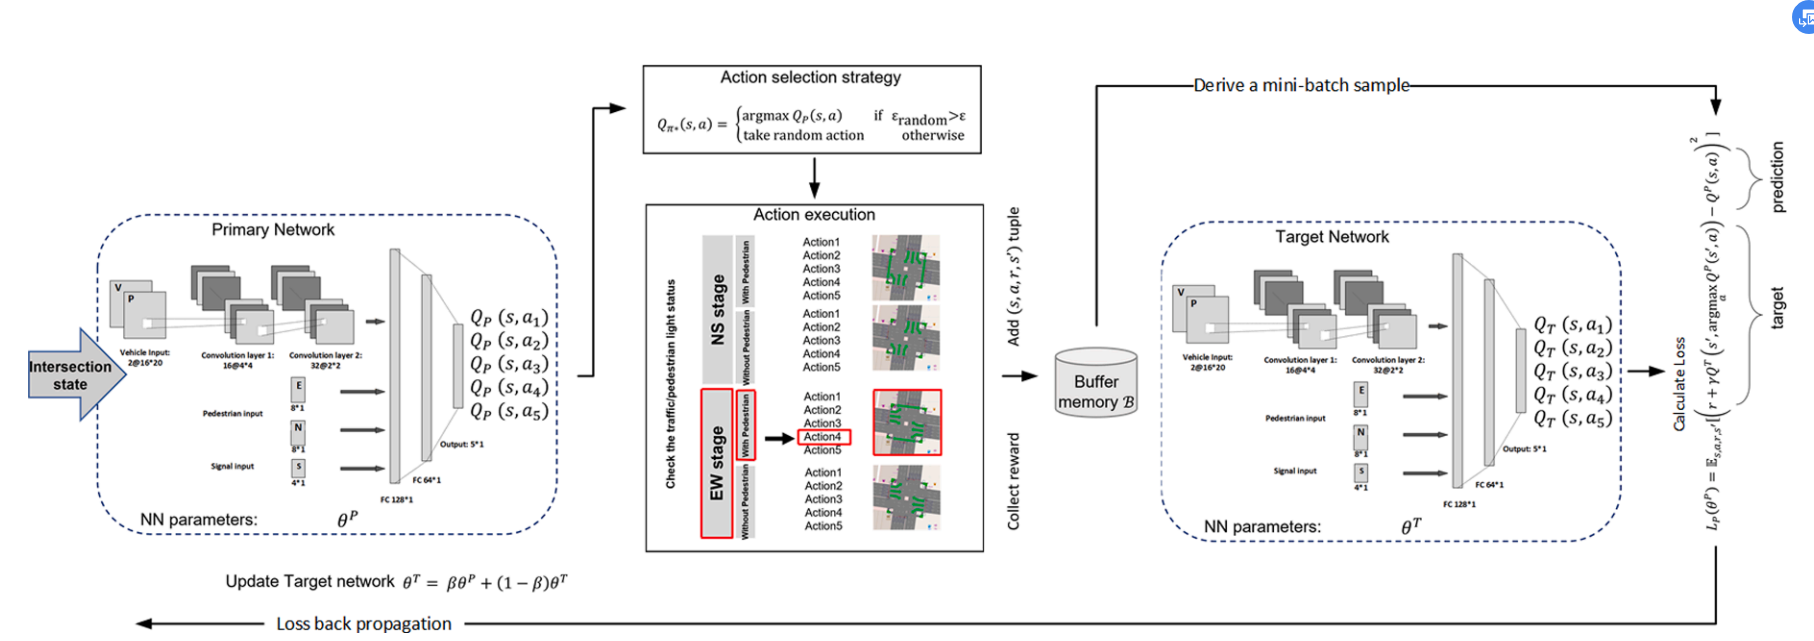 Primary Network
V
P
Vehicle Input:
2@16*20
Convolution layer 1:
16@4*4
Convolution layer 2:
32@2*2
Intersection
state
E
8*1
Pedestrian input
N
8*1
Signal input
S
4*1
FC 128*1
FC 64*1
Output: 5*1
Q_P (s, a_1)
Q_P (s, a_2)
Q_P (s, a_3)
Q_P (s, a_4)
Q_P (s, a_5)
NN parameters: θ^P
Update Target network θ^T = βθ^P + (1 − β)θ^T
Action selection strategy
Q_{π*}(s, a) = { argmax Q_P(s, a) if ε_random>ε
take random action otherwise
Action execution
Check the traffic/pedestrian light status
NS stage
With Pedestrian
Action1
Action2
Action3
Action4
Action5
Without Pedestrian
Action1
Action2
Action3
Action4
Action5
EW stage
With Pedestrian
Action1
Action2
Action3
Action4
Action5
Without Pedestrian
Action1
Action2
Action3
Action4
Action5
Add (s, a, r, s') tuple
Collect reward
Buffer
memory ℬ
Derive a mini-batch sample
Target Network
V
P
Vehicle Input:
2@16*20
Convolution layer 1:
16@4*4
Convolution layer 2:
32@2*2
E
8*1
Pedestrian input
N
8*1
Signal input
S
4*1
FC 128*1
FC 64*1
Output: 5*1
Q_T (s, a_1)
Q_T (s, a_2)
Q_T (s, a_3)
Q_T (s, a_4)
Q_T (s, a_5)
NN parameters: θ^T
Calculate Loss
L_P(θ^P) = 𝔼_{s,a,r,s'}[(r + γQ^T(s', argmax_a Q^P(s', a)) − Q^P(s, a))^2]
prediction
target
Loss back propagation